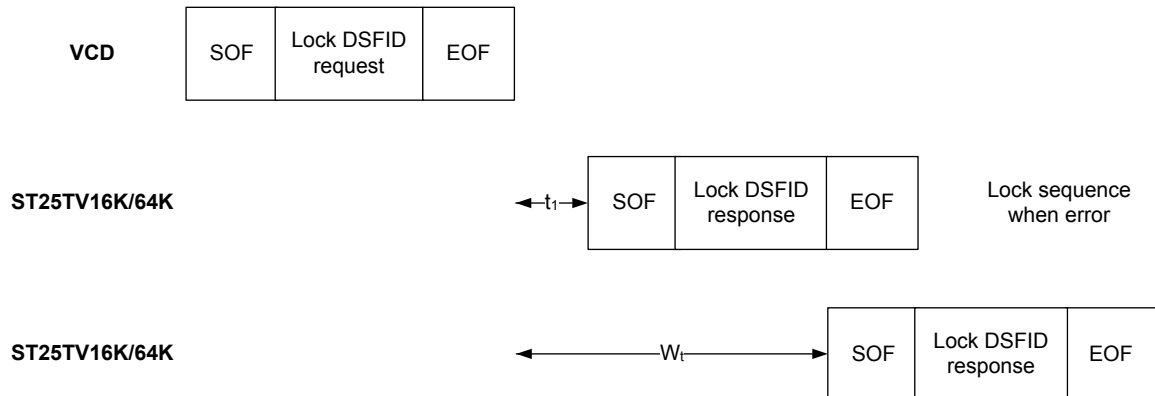 VCD
SOF
Lock DSFID
request
EOF
ST25TV16K/64K
t1
SOF
Lock DSFID
response
EOF
Lock sequence
when error
ST25TV16K/64K
Wt
SOF
Lock DSFID
response
EOF